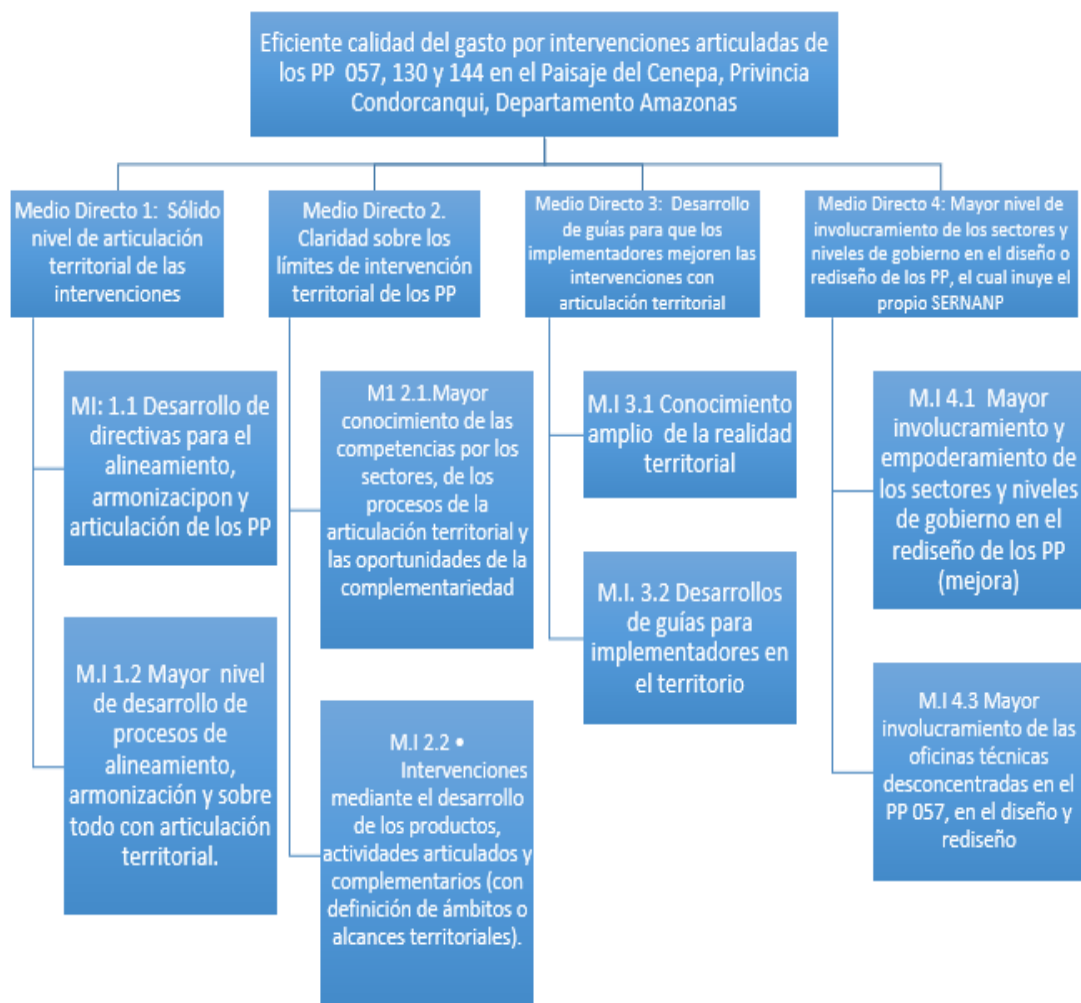 Eficiente calidad del gasto por intervenciones articuladas de
los PP 057, 130 y 144 en el Paisaje del Cenepa, Privincia
Condorcanqui, Departamento Amazonas
Medio Directo 1: Sólido
nivel de articulación
territorial de las
intervenciones
MI: 1.1 Desarrollo de
directivas para el
alineamiento,
armonizacipon y
articulación de los PP
M.I 1.2 Mayor nivel
de desarrollo de
procesos de
alineamiento,
armonización y sobre
todo con articulación
territorial.
Medio Directo 2.
Claridad sobre los
límites de intervención
territorial de los PP
M1 2.1.Mayor
conocimiento de las
competencias por los
sectores, de los
procesos de la
articulación territorial y
las oportunidades de la
complementariedad
M.I 2.2 •
Intervenciones
mediante el desarrollo
de los productos,
actividades articulados y
complementarios (con
definición de ámbitos o
alcances territoriales).
Medio Directo 3: Desarrollo
de guías para que los
implementadores mejoren las
intervenciones con
articulación territorial
M.I 3.1 Conocimiento
amplio de la realidad
territorial
M.I. 3.2 Desarrollos
de guías para
implementadores en
el territorio
Medio Directo 4: Mayor nivel de
involucramiento de los sectores y
niveles de gobierno en el diseño o
rediseño de los PP, el cual inuye el
propio SERNANP
M.I 4.1 Mayor
involucramiento y
empoderamiento de
los sectores y niveles
de gobierno en el
rediseño de los PP
(mejora)
M.I 4.3 Mayor
involucramiento de las
oficinas técnicas
desconcentradas en el
PP 057, en el diseño y
rediseño